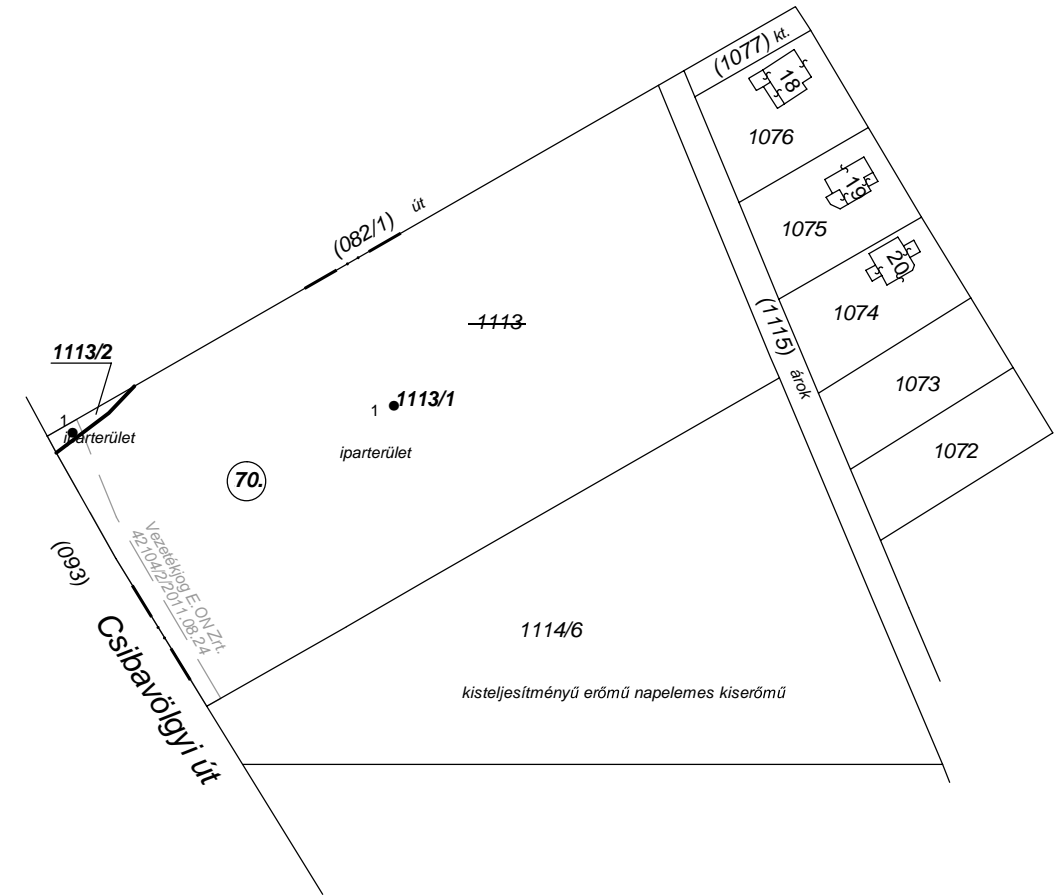 (1077) kt.
18
1076
19
1075
(082/1) út
20
1074
1113
(1115) árok
1113/2
1073
1 1113/1
1
iparterület
iparterület
1072
70.
Vezetékjog E.ON Zrt.
42104/2/2011.08.24
(093)
Csibavölgyi út
1114/6
kisteljesítményű erőmű napelemes kiserőmű